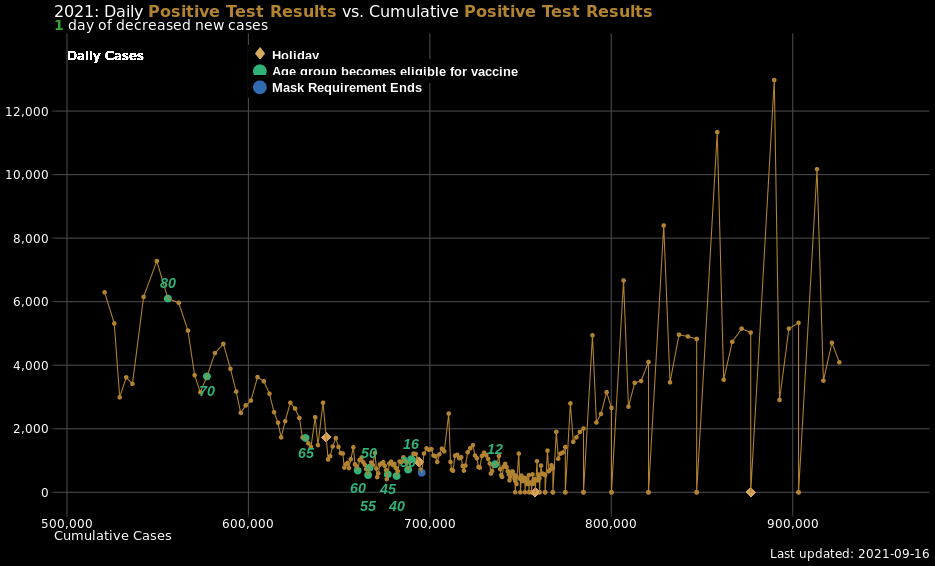 2021: Daily Positive Test Results vs. Cumulative Positive Test Results
1 day of decreased new cases
Daily Cases
Holiday
Age group becomes eligible for vaccine
Mask Requirement Ends
12,000
10,000
8,000
6,000
4,000
2,000
0
80
70
65
60
50
55
45
40
16
12
500,000 600,000 700,000 800,000 900,000
Cumulative Cases
Last updated: 2021-09-16